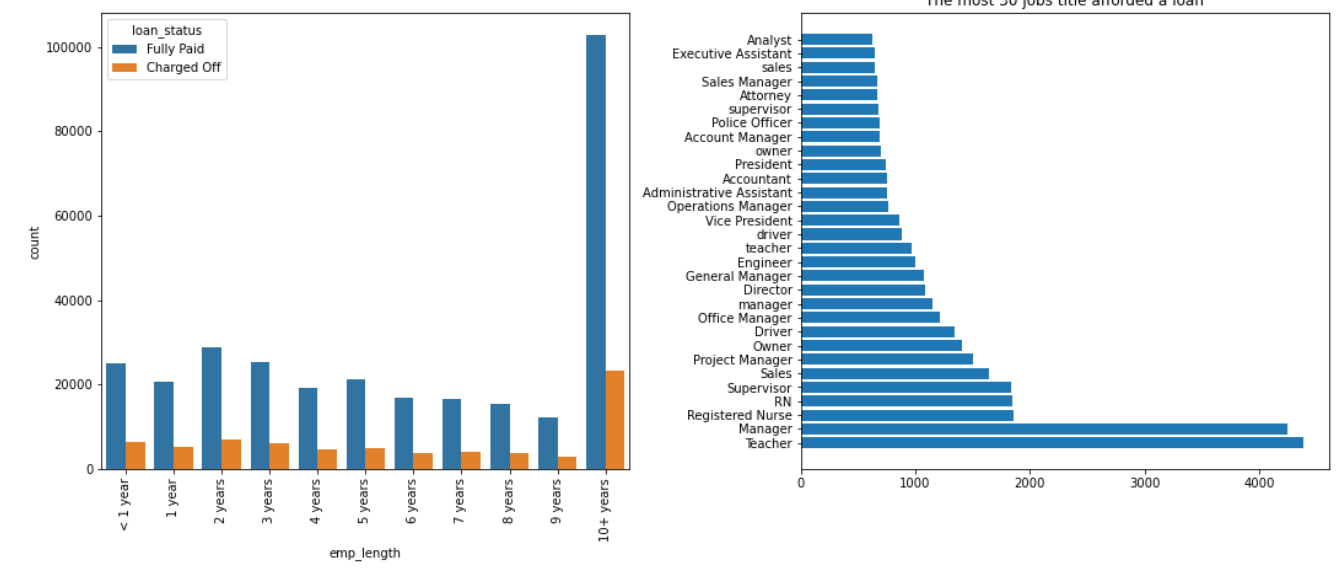 loan_status
Fully Paid
Charged Off
100000
80000
60000
40000
20000
0
count
< 1 year
1 year
2 years
3 years
4 years
5 years
6 years
7 years
8 years
9 years
10+ years
emp_length
The most 30 jobs title afforded a loan
Analyst
Executive Assistant
sales
Sales Manager
Attorney
supervisor
Police Officer
Account Manager
owner
President
Accountant
Administrative Assistant
Operations Manager
Vice President
driver
teacher
Engineer
General Manager
Director
manager
Office Manager
Driver
Owner
Project Manager
Sales
Supervisor
RN
Registered Nurse
Manager
Teacher
0 1000 2000 3000 4000